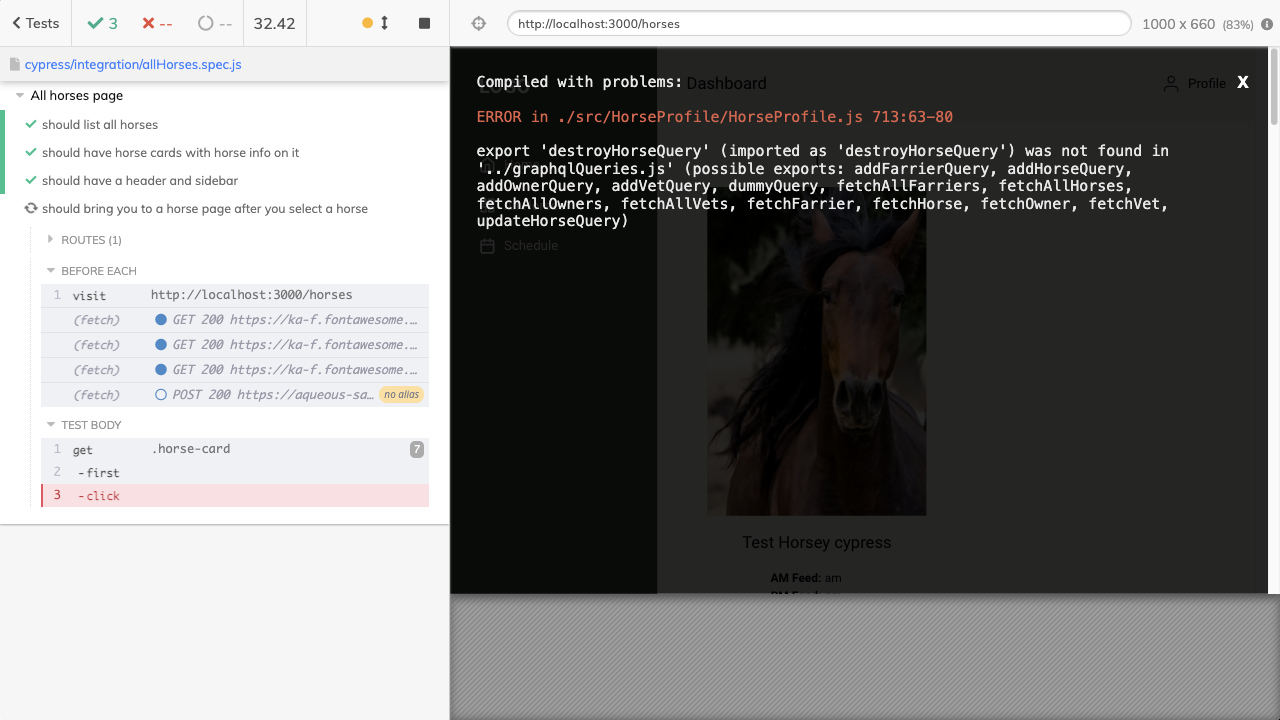 Tests
3
--
--
32.42
http://localhost:3000/horses
1000 x 660 (83%)
cypress/integration/allHorses.spec.js
All horses page
should list all horses
should have horse cards with horse info on it
should have a header and sidebar
should bring you to a horse page after you select a horse
ROUTES (1)
BEFORE EACH
1 visit http://localhost:3000/horses
(fetch) GET 200 https://ka-f.fontawesome.…
(fetch) GET 200 https://ka-f.fontawesome.…
(fetch) GET 200 https://ka-f.fontawesome.…
(fetch) POST 200 https://aqueous-sa… no alias
TEST BODY
1 get .horse-card 7
2 -first
3 -click
Compiled with problems:
Dashboard
Profile
X
ERROR in ./src/HorseProfile/HorseProfile.js 713:63-80
export 'destroyHorseQuery' (imported as 'destroyHorseQuery') was not found in
'../graphqlQueries.js' (possible exports: addFarrierQuery, addHorseQuery,
addOwnerQuery, addVetQuery, dummyQuery, fetchAllFarriers, fetchAllHorses,
fetchAllOwners, fetchAllVets, fetchFarrier, fetchHorse, fetchOwner, fetchVet,
updateHorseQuery)
Schedule
Test Horsey cypress
AM Feed: am